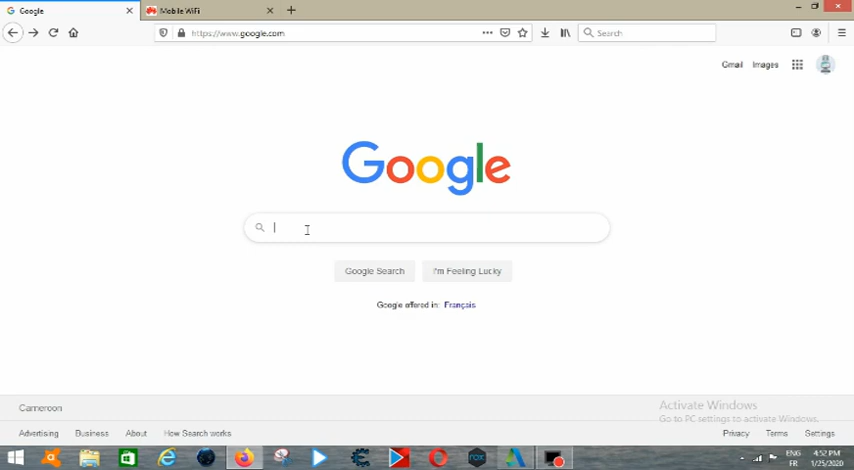 Google
Mobile WiFi
https://www.google.com
Search
Gmail
Images
Google
Google Search
I'm Feeling Lucky
Google offered in: Français
Activate Windows
Go to PC settings to activate Windows.
Cameroon
Advertising
Business
About
How Search works
Privacy
Terms
Settings
rox
ENG
4:52 PM
FR
1/25/2020